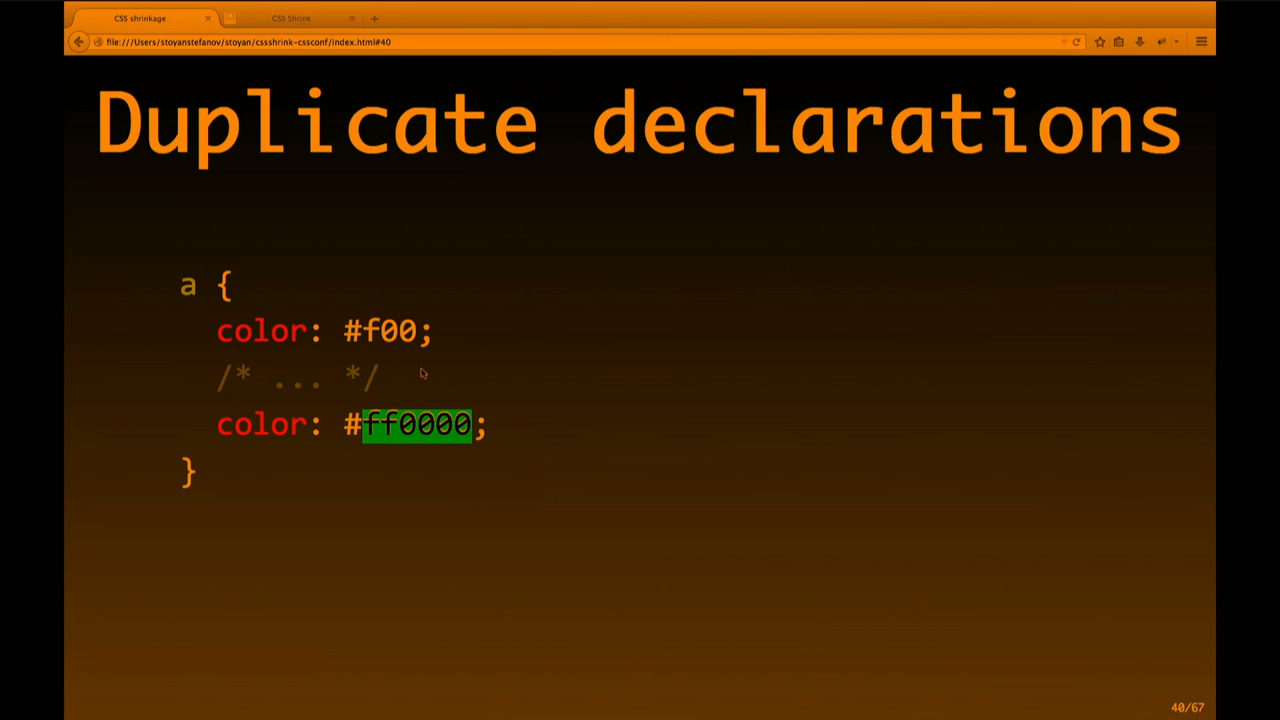 CSS shrinkage
CSS Shrink
file:///Users/stoyanstefanov/stoyan/cssshrink-cssconf/index.html#40
Duplicate declarations
a {
color: #f00;
/* ... */
color: #ff0000;
}
40/67